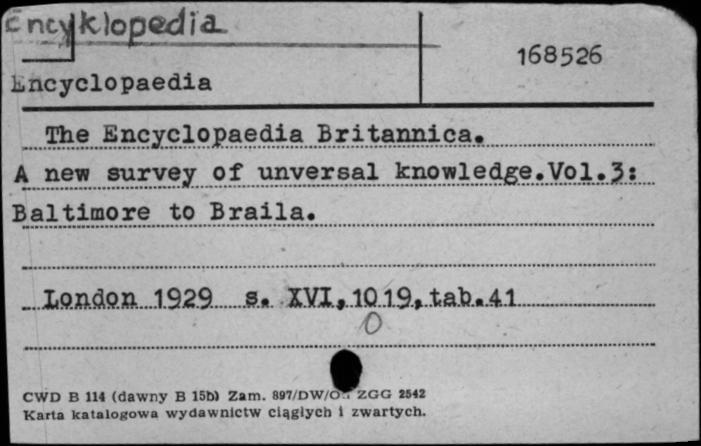 Encyklopedia
168526
Encyclopaedia
The Encyclopaedia Britannica.
A new survey of unversal knowledge.Vol.3:
Baltimore to Braila.
London 1929 s. XVI,1019,tab.41
O
CWD B 114 (dawny B 15b) Zam. 897/DW/O ZGG 2542
Karta katalogowa wydawnictw ciągłych i zwartych.